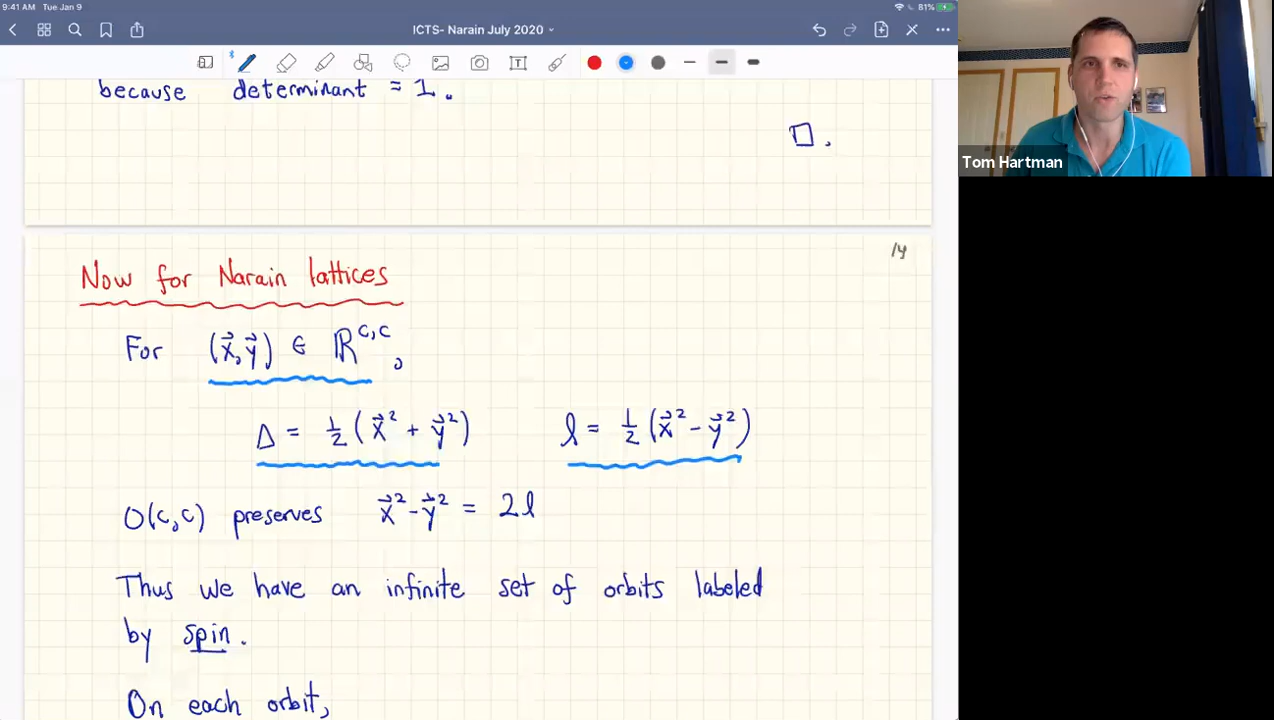 9:41 AM Tue Jan 9
81%
ICTS- Narain July 2020
because determinant = 1.
□.
Tom Hartman
14
Now for Narain lattices
For (x⃗, y⃗) ∈ ℝ^{c,c},
Δ = ½(x⃗² + y⃗²) l = ½(x⃗² - y⃗²)
O(c,c) preserves x⃗² - y⃗² = 2l
Thus we have an infinite set of orbits labeled
by spin.
On each orbit,